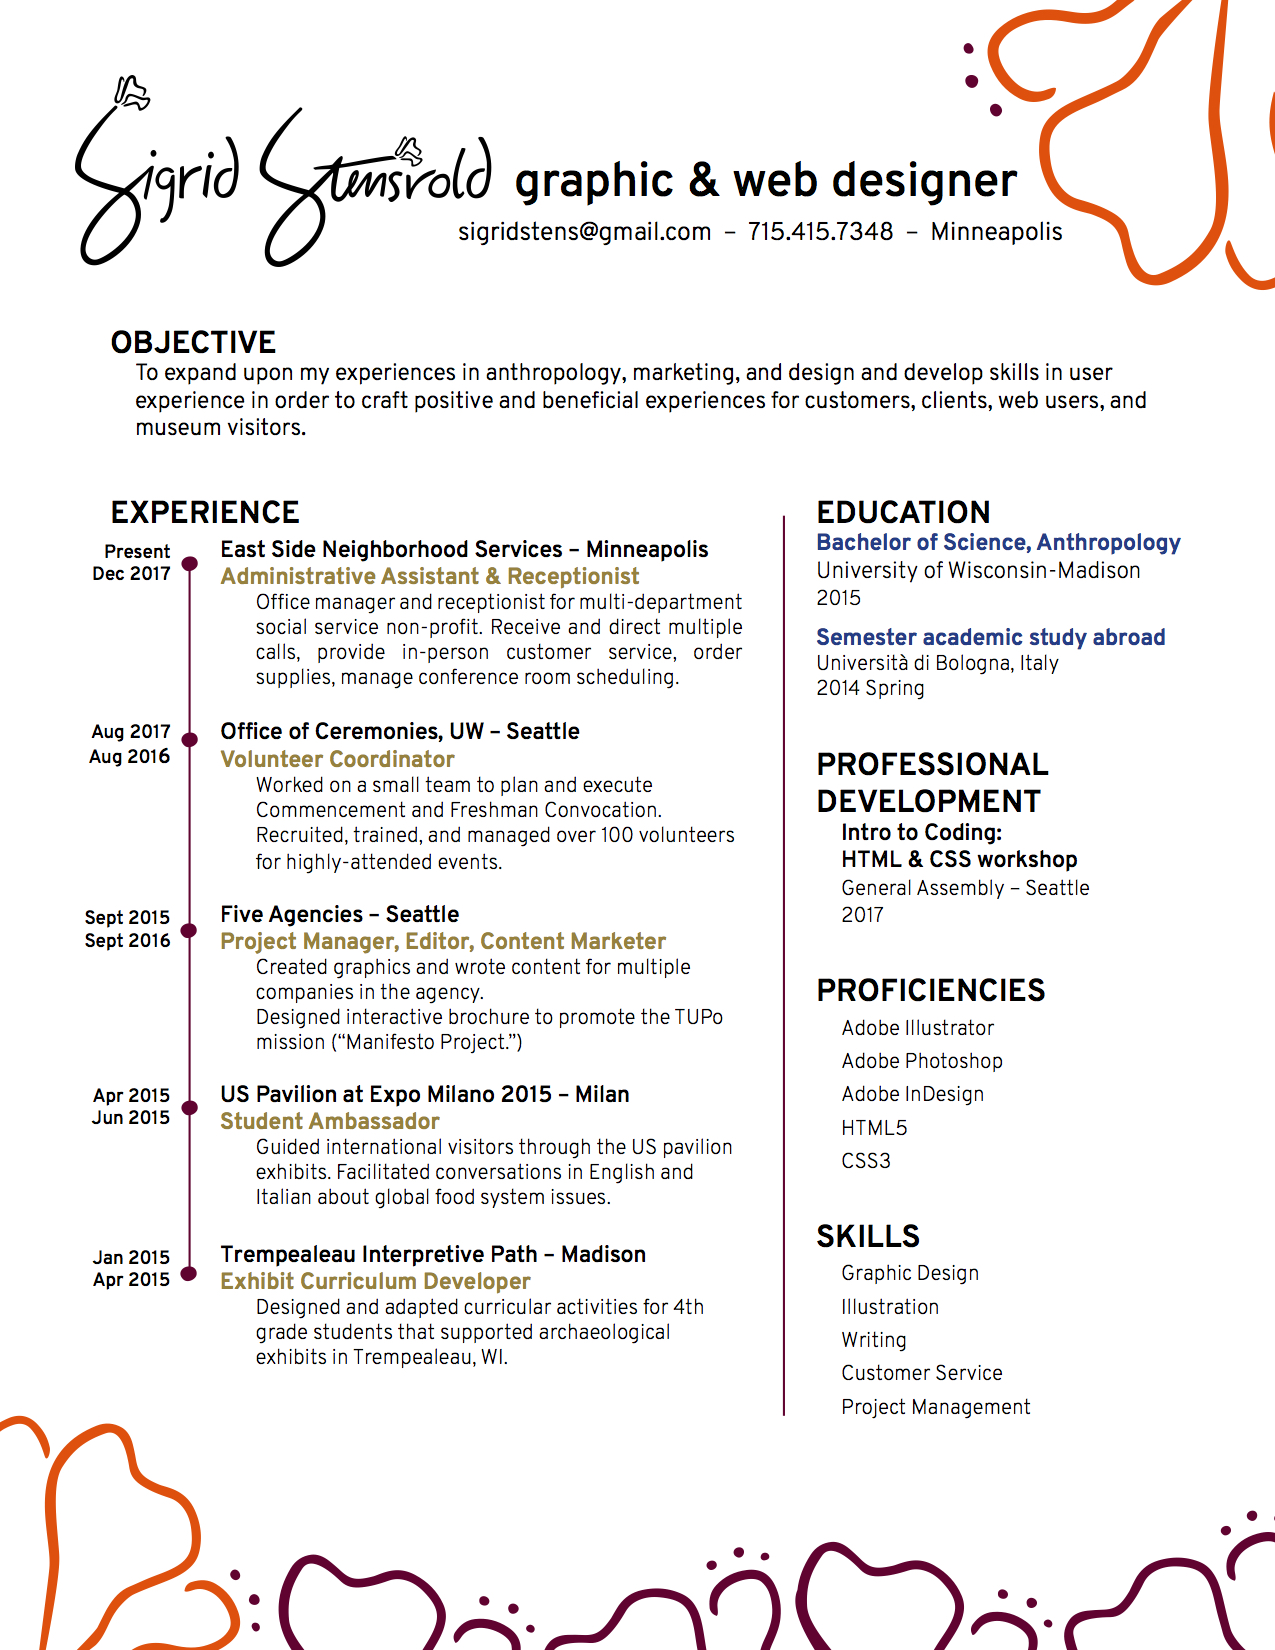 Sigrid Stensvold graphic & web designer
sigridstens@gmail.com – 715.415.7348 – Minneapolis
OBJECTIVE
To expand upon my experiences in anthropology, marketing, and design and develop skills in user
experience in order to craft positive and beneficial experiences for customers, clients, web users, and
museum visitors.
EXPERIENCE
Present
Dec 2017
East Side Neighborhood Services – Minneapolis
Administrative Assistant & Receptionist
Office manager and receptionist for multi-department
social service non-profit. Receive and direct multiple
calls, provide in-person customer service, order
supplies, manage conference room scheduling.
Aug 2017
Aug 2016
Office of Ceremonies, UW – Seattle
Volunteer Coordinator
Worked on a small team to plan and execute
Commencement and Freshman Convocation.
Recruited, trained, and managed over 100 volunteers
for highly-attended events.
Sept 2015
Sept 2016
Five Agencies – Seattle
Project Manager, Editor, Content Marketer
Created graphics and wrote content for multiple
companies in the agency.
Designed interactive brochure to promote the TUPo
mission (“Manifesto Project.”)
Apr 2015
Jun 2015
US Pavilion at Expo Milano 2015 – Milan
Student Ambassador
Guided international visitors through the US pavilion
exhibits. Facilitated conversations in English and
Italian about global food system issues.
Jan 2015
Apr 2015
Trempealeau Interpretive Path – Madison
Exhibit Curriculum Developer
Designed and adapted curricular activities for 4th
grade students that supported archaeological
exhibits in Trempealeau, WI.
EDUCATION
Bachelor of Science, Anthropology
University of Wisconsin-Madison
2015
Semester academic study abroad
Università di Bologna, Italy
2014 Spring
PROFESSIONAL
DEVELOPMENT
Intro to Coding:
HTML & CSS workshop
General Assembly – Seattle
2017
PROFICIENCIES
Adobe Illustrator
Adobe Photoshop
Adobe InDesign
HTML5
CSS3
SKILLS
Graphic Design
Illustration
Writing
Customer Service
Project Management